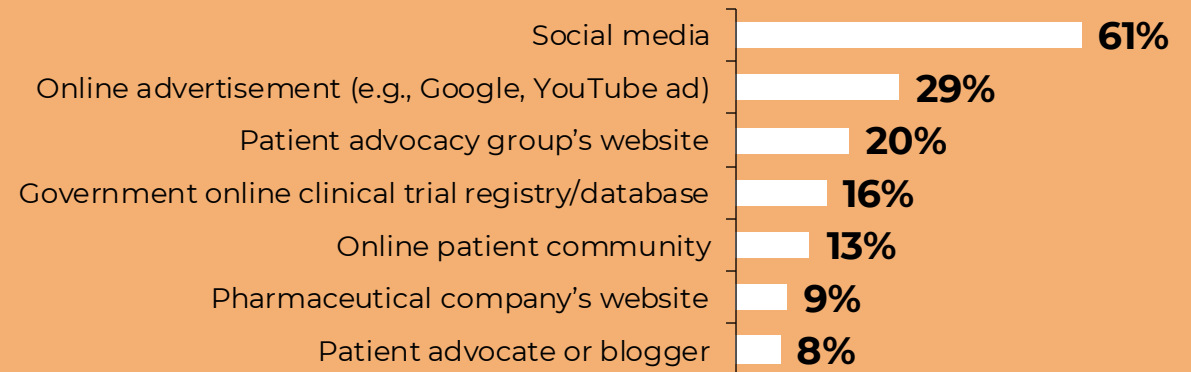 Social media 61%
Online advertisement (e.g., Google, YouTube ad) 29%
Patient advocacy group’s website 20%
Government online clinical trial registry/database 16%
Online patient community 13%
Pharmaceutical company’s website 9%
Patient advocate or blogger 8%